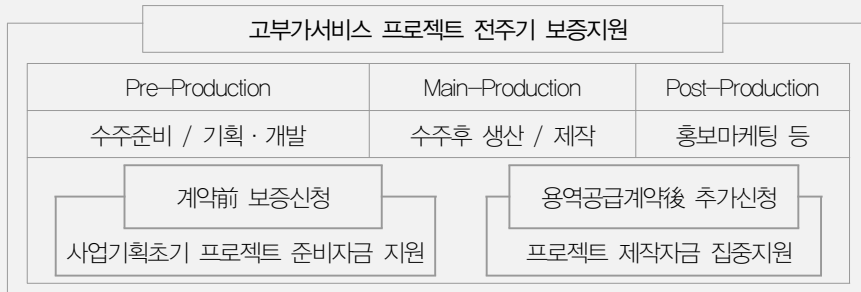 고부가서비스 프로젝트 전주기 보증지원
Pre-Production Main-Production Post-Production
수주준비 / 기획 · 개발 수주후 생산 / 제작 홍보마케팅 등
계약前 보증신청 용역공급계약後 추가신청
사업기획초기 프로젝트 준비자금 지원 프로젝트 제작자금 집중지원